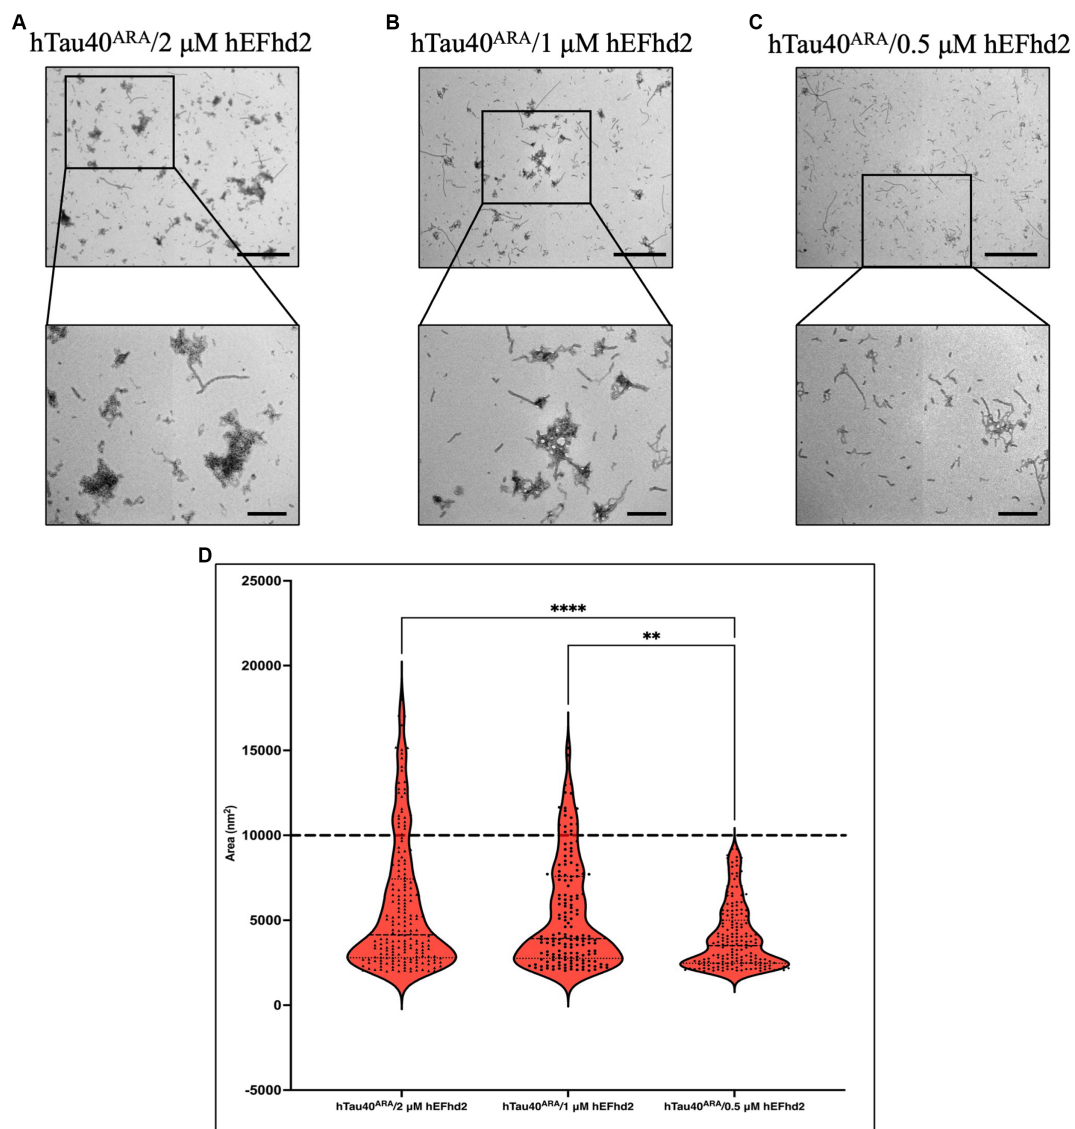 A
hTau40ᴬᴿᴬ/2 µM hEFhd2
B
hTau40ᴬᴿᴬ/1 µM hEFhd2
C
hTau40ᴬᴿᴬ/0.5 µM hEFhd2
D
25000
20000
15000
10000
5000
0
-5000
Area (nm²)
****
**
hTau40ᴬᴿᴬ/2 µM hEFhd2
hTau40ᴬᴿᴬ/1 µM hEFhd2
hTau40ᴬᴿᴬ/0.5 µM hEFhd2